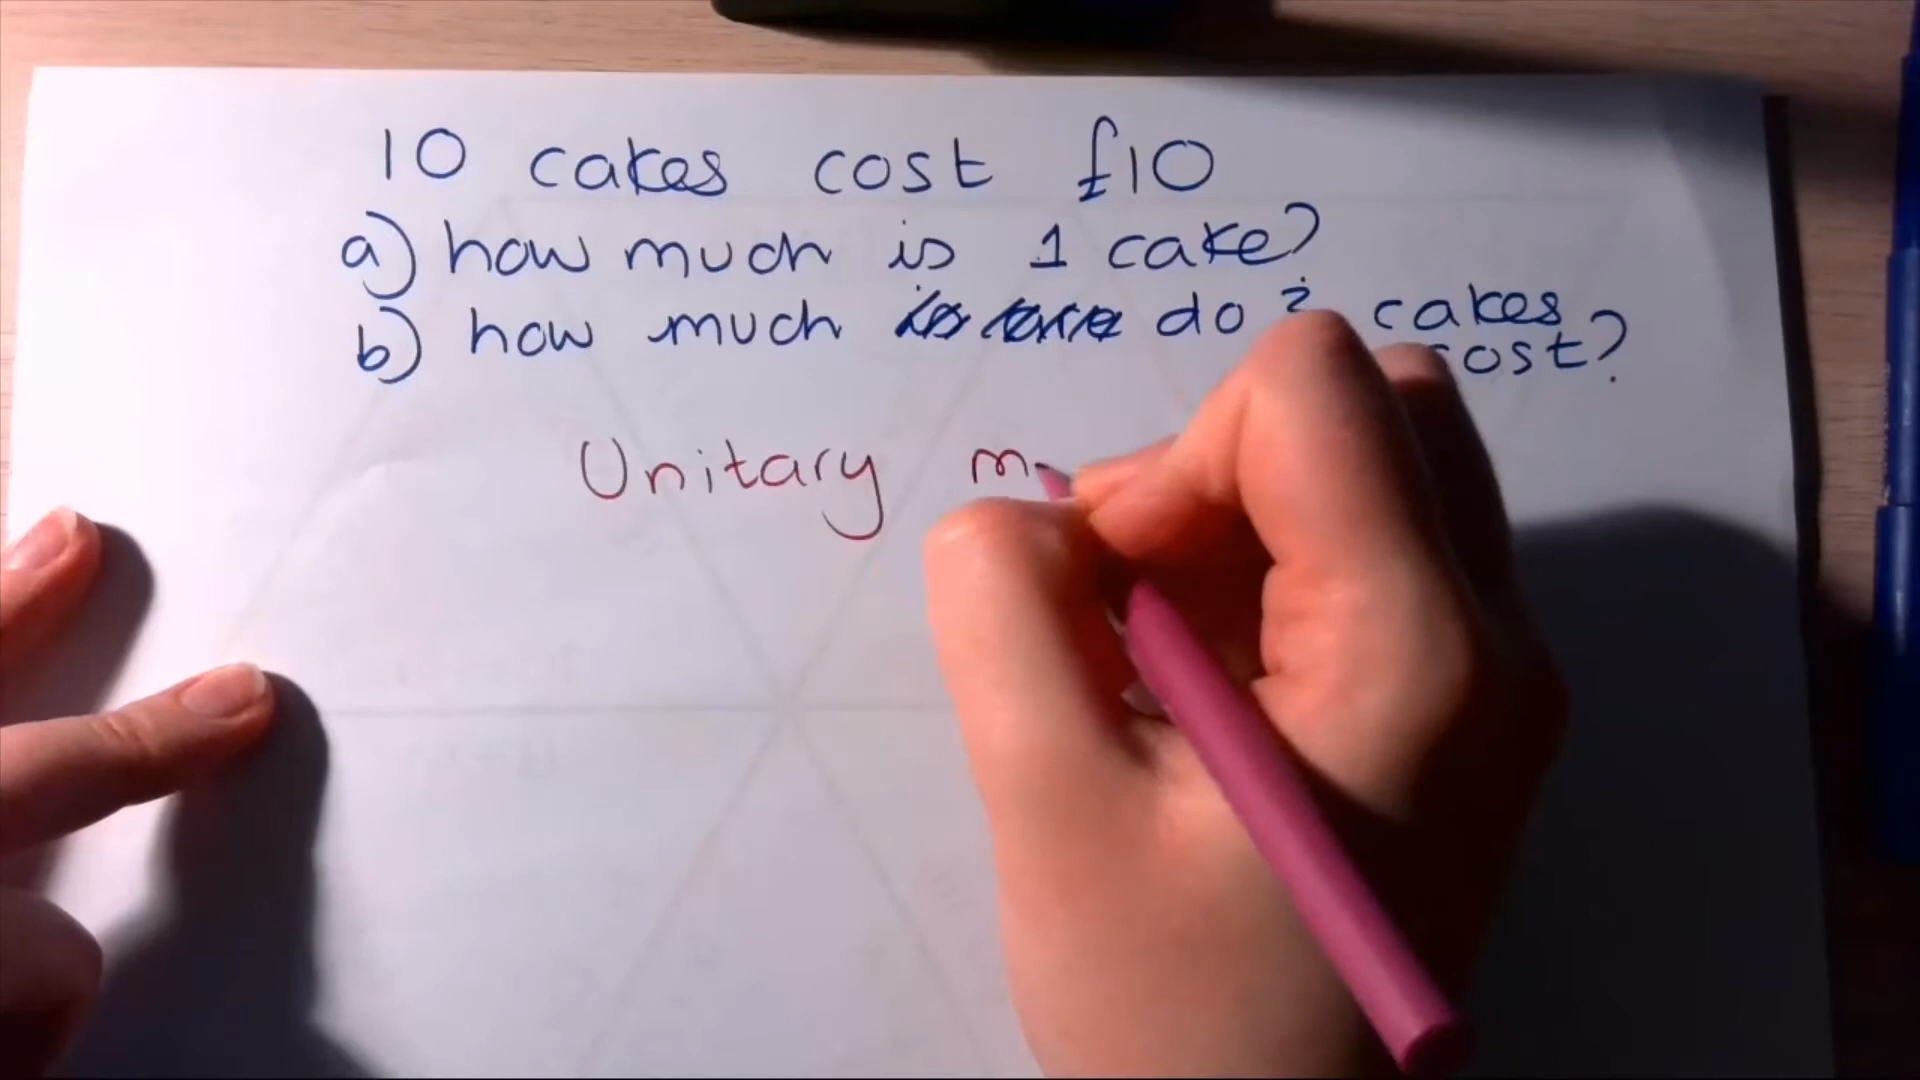 10 cakes cost £10
a) how much is 1 cake?
b) how much do cakes
cost?
Unitary m